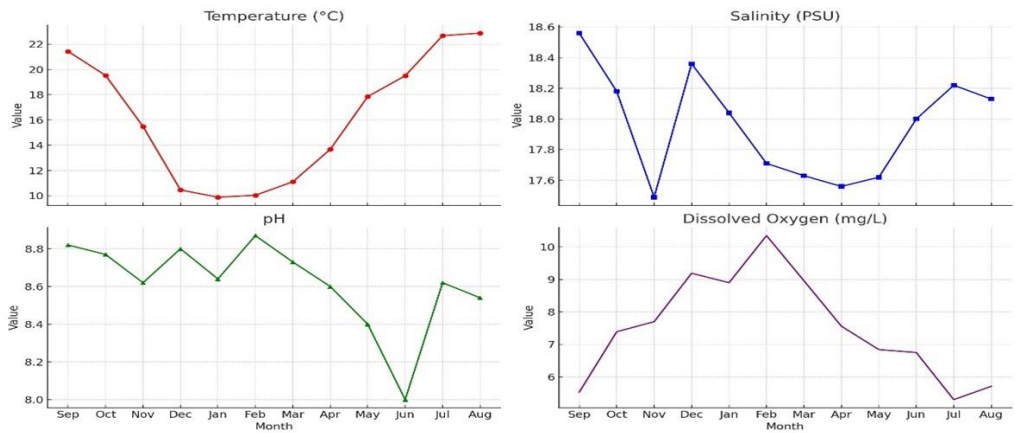 Temperature (°C)
Value
22
20
18
16
14
12
10
Salinity (PSU)
Value
18.6
18.4
18.2
18.0
17.8
17.6
pH
Value
8.8
8.6
8.4
8.2
8.0
Sep Oct Nov Dec Jan Feb Mar Apr May Jun Jul Aug
Month
Dissolved Oxygen (mg/L)
Value
10
9
8
7
6
Sep Oct Nov Dec Jan Feb Mar Apr May Jun Jul Aug
Month